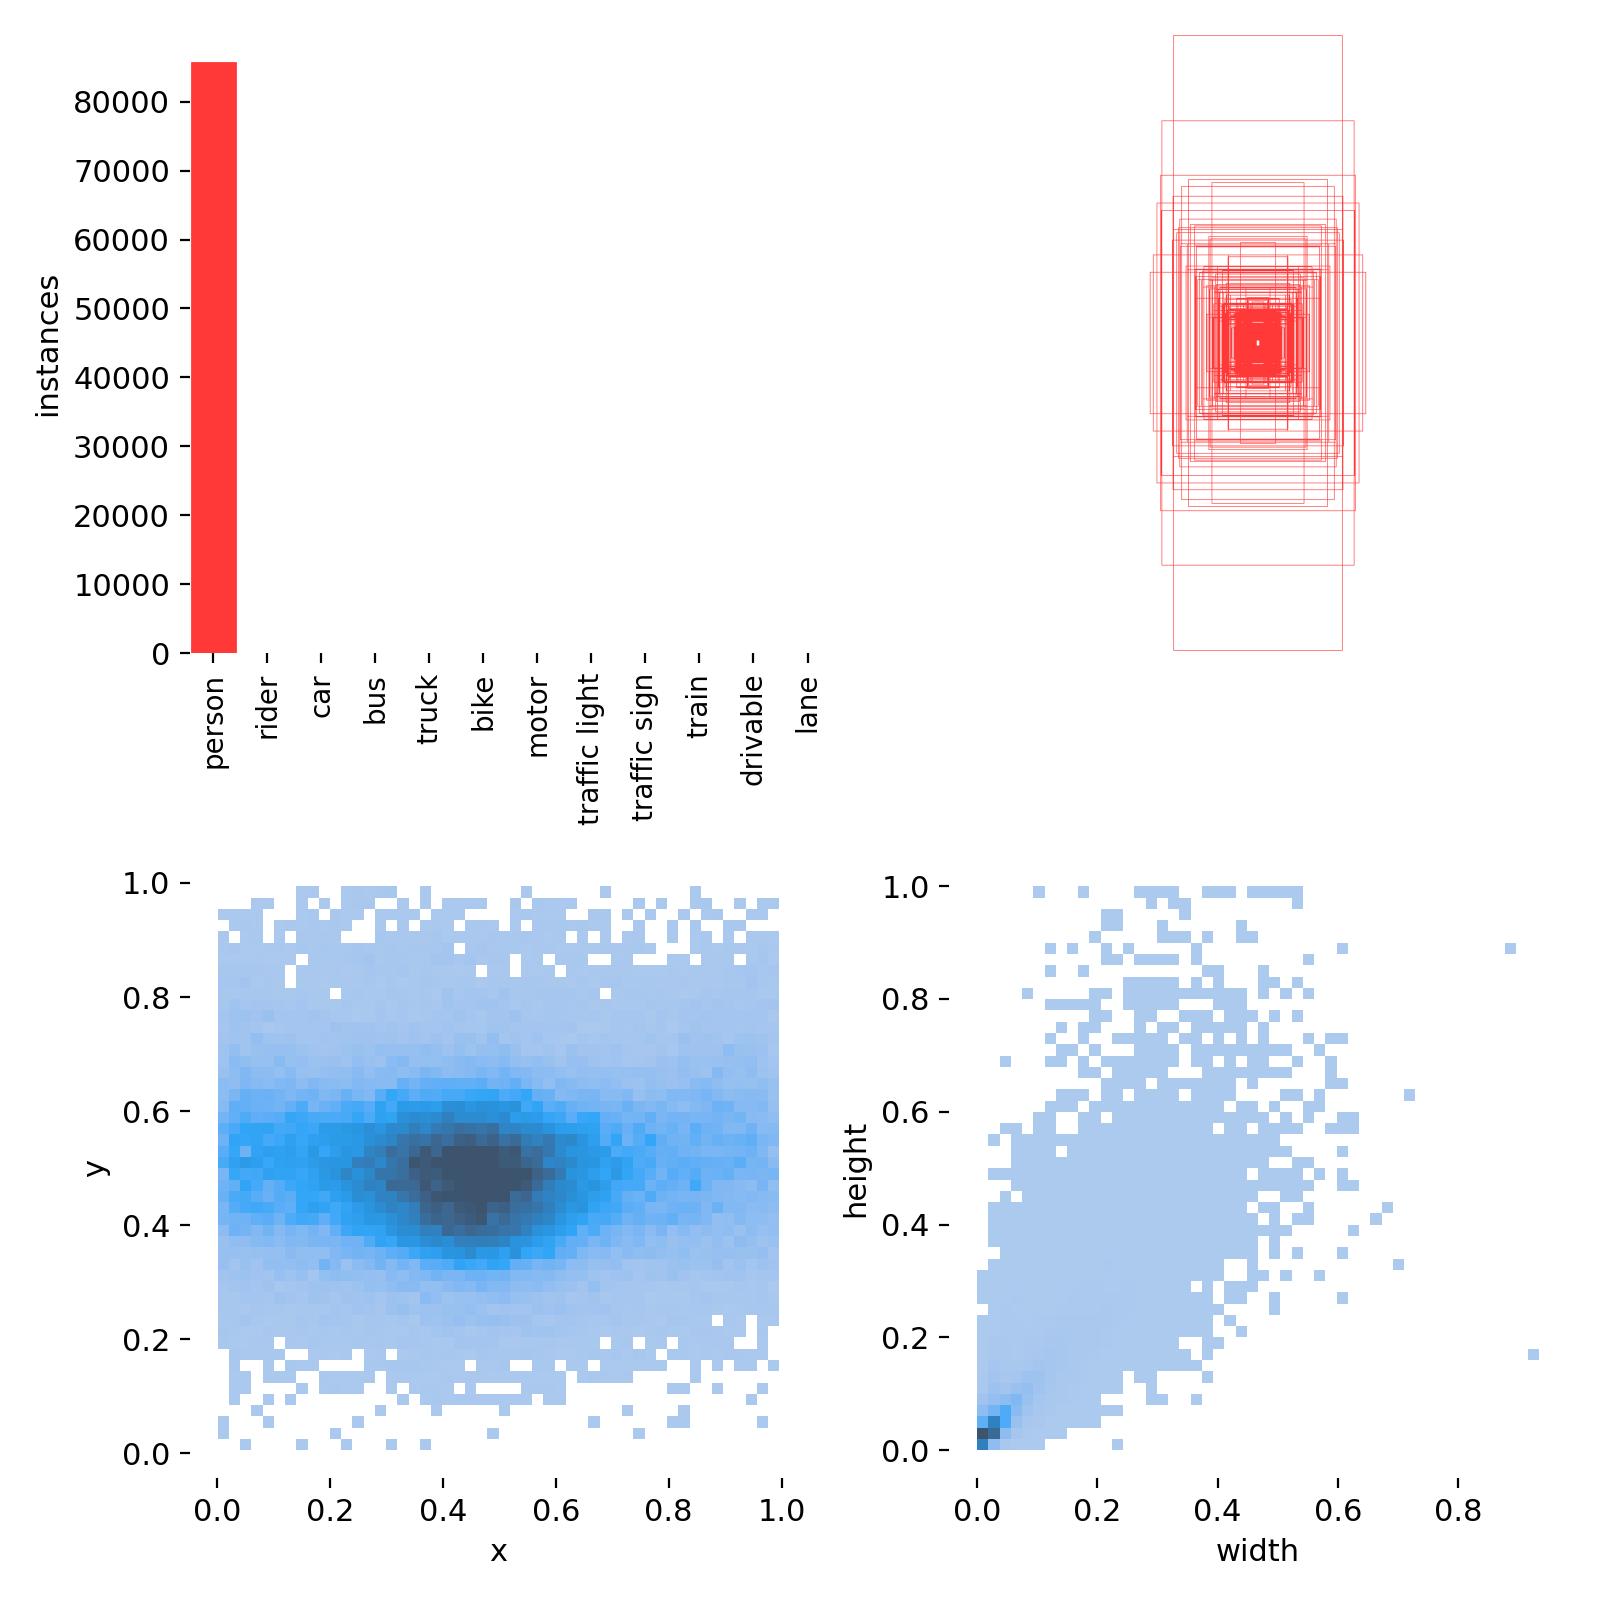 instances
80000
70000
60000
50000
40000
30000
20000
10000
0
person
rider
car
bus
truck
bike
motor
traffic light
traffic sign
train
drivable
lane
y
1.0
0.8
0.6
0.4
0.2
0.0
0.0 0.2 0.4 0.6 0.8 1.0
x
height
1.0
0.8
0.6
0.4
0.2
0.0
0.0 0.2 0.4 0.6 0.8
width